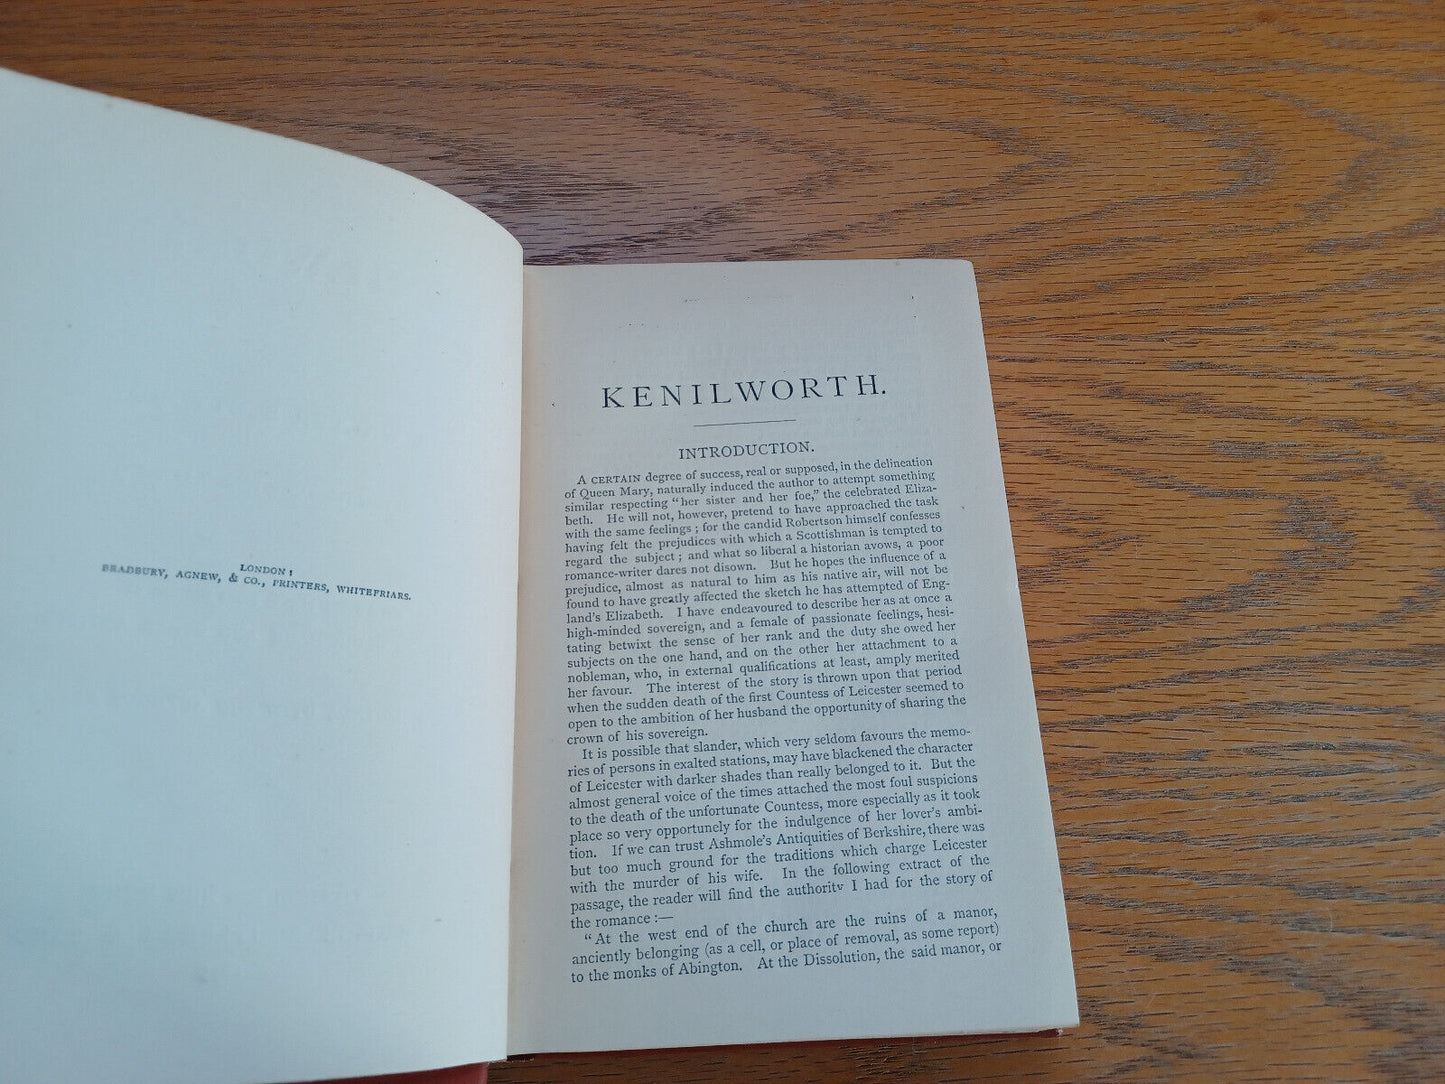 LONDON:
BRADBURY, AGNEW, & CO., PRINTERS, WHITEFRIARS.
KENILWORTH.
INTRODUCTION.
A CERTAIN degree of success, real or supposed, in the delineation
of Queen Mary, naturally induced the author to attempt something
similar respecting "her sister and her foe," the celebrated Eliza-
beth. He will not, however, pretend to have approached the task
with the same feelings; for the candid Robertson himself confesses
having felt the prejudices with which a Scottishman is tempted to
regard the subject; and what so liberal a historian avows, a poor
romance-writer dares not disown. But he hopes the influence of a
prejudice, almost as natural to him as his native air, will not be
found to have greatly affected the sketch he has attempted of Eng-
land's Elizabeth. I have endeavoured to describe her as at once a
high-minded sovereign, and a female of passionate feelings, hesi-
tating betwixt the sense of her rank and the duty she owed her
subjects on the one hand, and on the other her attachment to a
nobleman, who, in external qualifications at least, amply merited
her favour. The interest of the story is thrown upon that period
when the sudden death of the first Countess of Leicester seemed to
open to the ambition of her husband the opportunity of sharing the
crown of his sovereign.
It is possible that slander, which very seldom favours the memo-
ries of persons in exalted stations, may have blackened the character
of Leicester with darker shades than really belonged to it. But the
almost general voice of the times attached the most foul suspicions
to the death of the unfortunate Countess, more especially as it took
place so very opportunely for the indulgence of her lover's ambi-
tion. If we can trust Ashmole's Antiquities of Berkshire, there was
but too much ground for the traditions which charge Leicester
with the murder of his wife. In the following extract of the
passage, the reader will find the authority I had for the story of
the romance:—
"At the west end of the church are the ruins of a manor,
anciently belonging (as a cell, or place of removal, as some report)
to the monks of Abington. At the Dissolution, the said manor, or